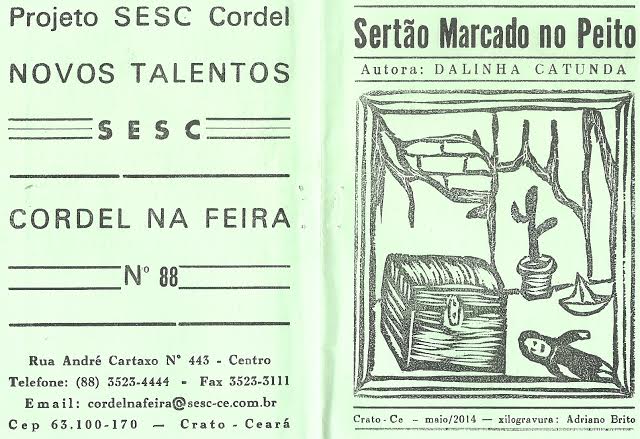 Projeto SESC Cordel
NOVOS TALENTOS
SESC
CORDEL NA FEIRA
Nº 88
Rua André Cartaxo Nº 443 - Centro
Telefone: (88) 3523-4444 - Fax 3523-3111
Email: cordelnafeira@sesc-ce.com.br
Cep 63.100-170 — Crato - Ceará
Sertão Marcado no Peito
Autora: DALINHA CATUNDA
Crato-Ce - maio/2014 — xilogravura: Adriano Brito